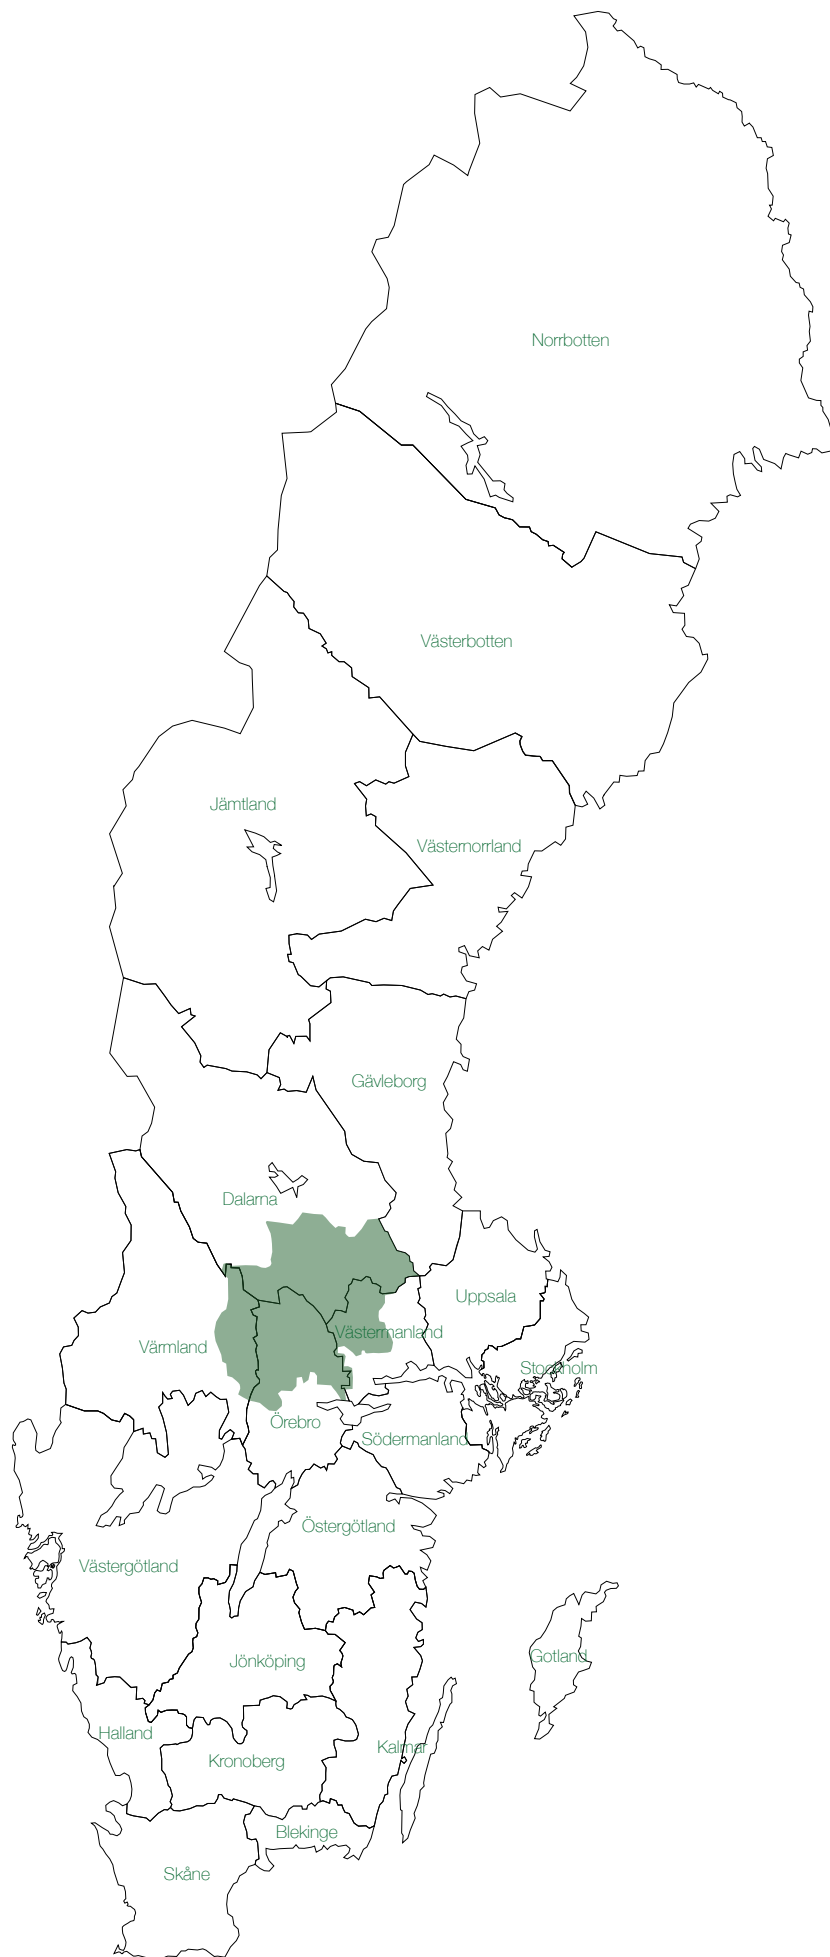 Norrbotten
Västerbotten
Jämtland
Västernorrland
Gävleborg
Dalarna
Uppsala
Västmanland
Värmland
Stockholm
Örebro
Södermanland
Östergötland
Västergötland
Gotland
Jönköping
Halland
Kalmar
Kronoberg
Blekinge
Skåne